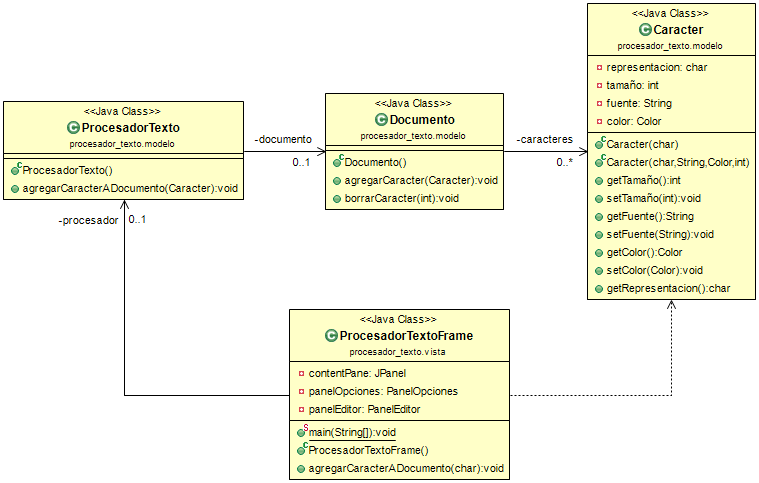 <<Java Class>>
Caracter
procesador_texto.modelo
representacion: char
tamaño: int
fuente: String
color: Color
Caracter(char)
Caracter(char,String,Color,int)
getTamaño():int
setTamaño(int):void
getFuente():String
setFuente(String):void
getColor():Color
setColor(Color):void
getRepresentacion():char
<<Java Class>>
ProcesadorTexto
procesador_texto.modelo
ProcesadorTexto()
agregarCaracterADocumento(Caracter):void
-documento
0..1
<<Java Class>>
Documento
procesador_texto.modelo
Documento()
agregarCaracter(Caracter):void
borrarCaracter(int):void
-caracteres
0..*
-procesador
0..1
<<Java Class>>
ProcesadorTextoFrame
procesador_texto.vista
contentPane: JPanel
panelOpciones: PanelOpciones
panelEditor: PanelEditor
main(String[]):void
ProcesadorTextoFrame()
agregarCaracterADocumento(char):void